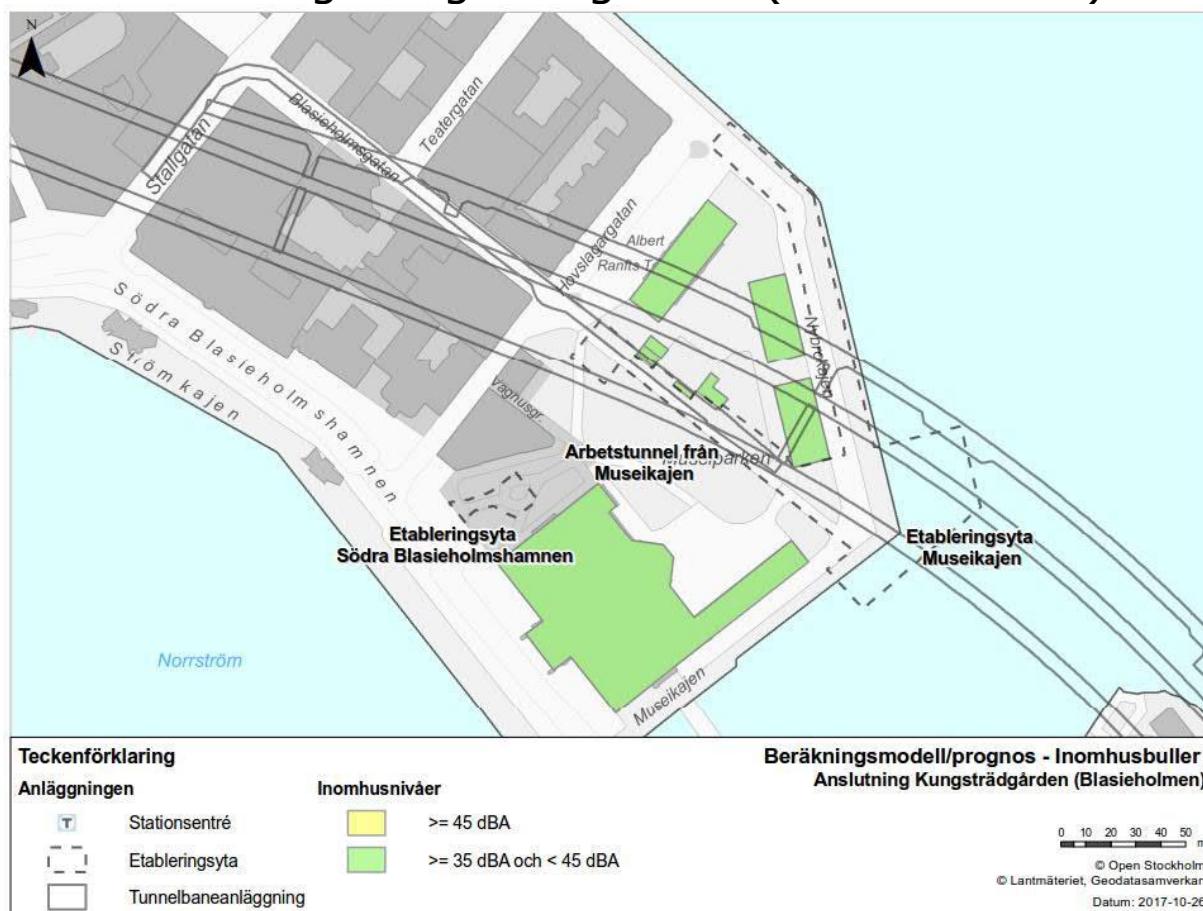 N
Stallgatan
Blasieholmsgatan
Teatergatan
Hovslagargatan
Albert
Ranfts T.
Nybrokajen
Södra Blasieholmshamnen
Strömkajen
Museiparken
Arbetstunnel från
Museikajen
Etableringsyta
Södra Blasieholmshamnen
Etableringsyta
Museikajen
Norrström
Museikajen
Teckenförklaring
Anläggningen
T Stationsentré
Etableringsyta
Tunnelbaneanläggning
Inomhusnivåer
>= 45 dBA
>= 35 dBA och < 45 dBA
Beräkningsmodell/prognos - Inomhusbuller
Anslutning Kungsträdgården (Blasieholmen)
0 10 20 30 40 50 m
© Open Stockholm
© Lantmäteriet, Geodatasamverkan
Datum: 2017-10-26